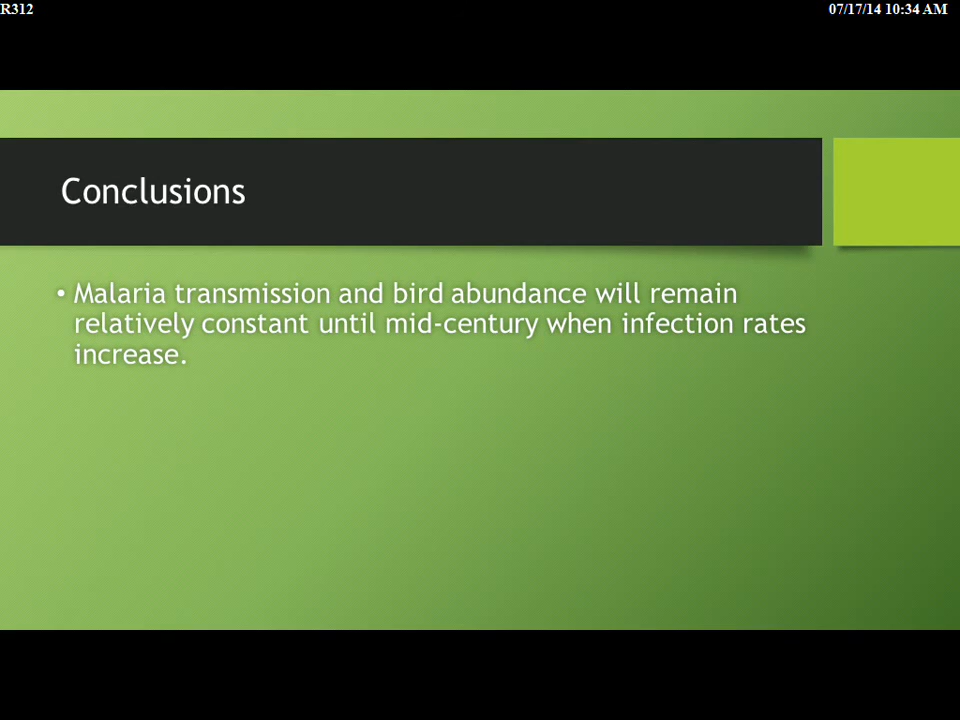 R312
07/17/14 10:34 AM
Conclusions
• Malaria transmission and bird abundance will remain
relatively constant until mid-century when infection rates
increase.